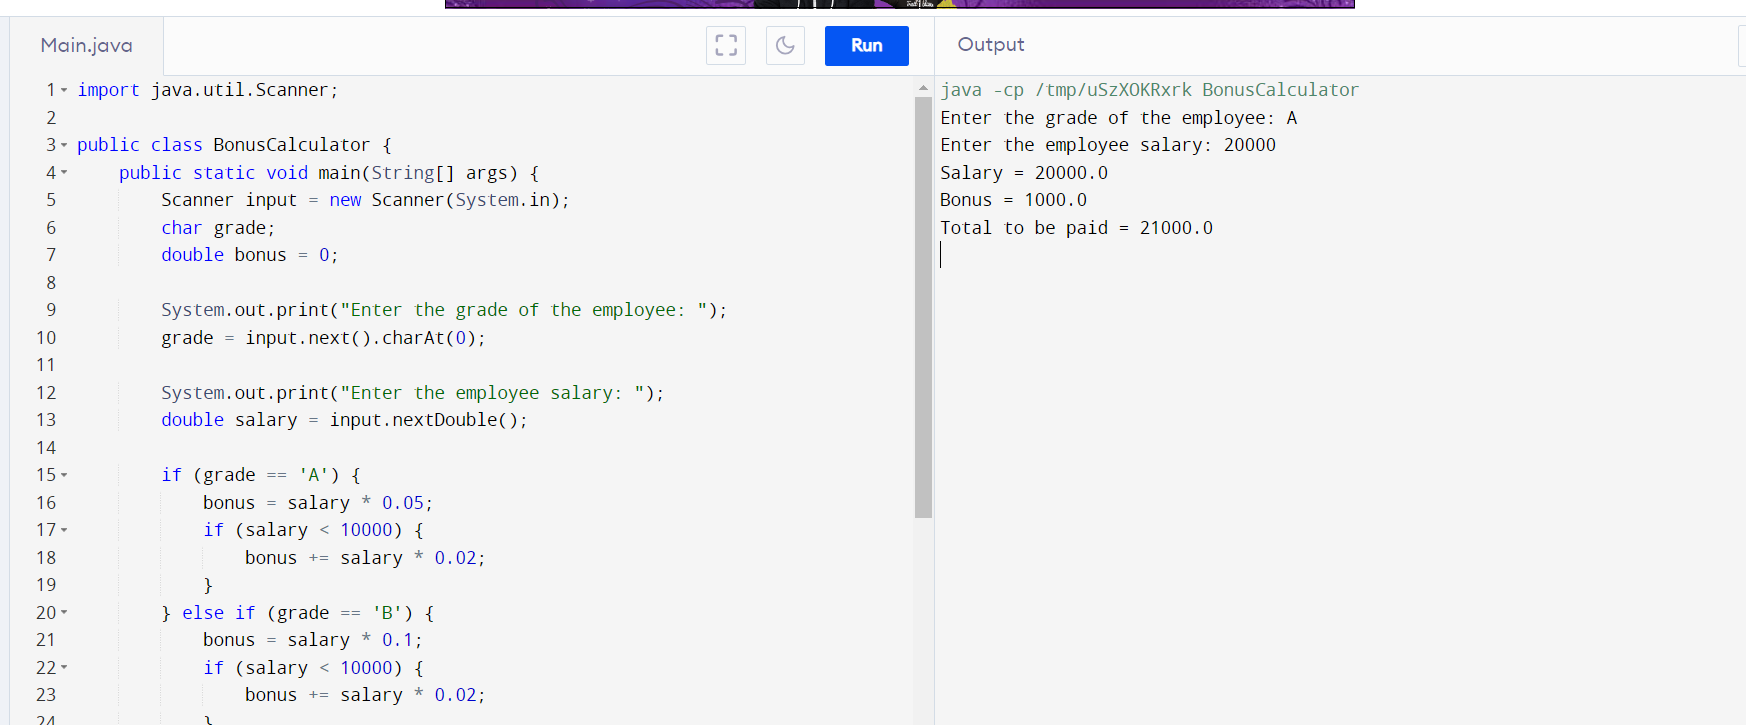 Main.java
Run
Output
1 import java.util.Scanner;
2
3 public class BonusCalculator {
4 public static void main(String[] args) {
5 Scanner input = new Scanner(System.in);
6 char grade;
7 double bonus = 0;
8
9 System.out.print("Enter the grade of the employee: ");
10 grade = input.next().charAt(0);
11
12 System.out.print("Enter the employee salary: ");
13 double salary = input.nextDouble();
14
15 if (grade == 'A') {
16 bonus = salary * 0.05;
17 if (salary < 10000) {
18 bonus += salary * 0.02;
19 }
20 } else if (grade == 'B') {
21 bonus = salary * 0.1;
22 if (salary < 10000) {
23 bonus += salary * 0.02;
24 }
java -cp /tmp/uSzXOKRxrk BonusCalculator
Enter the grade of the employee: A
Enter the employee salary: 20000
Salary = 20000.0
Bonus = 1000.0
Total to be paid = 21000.0